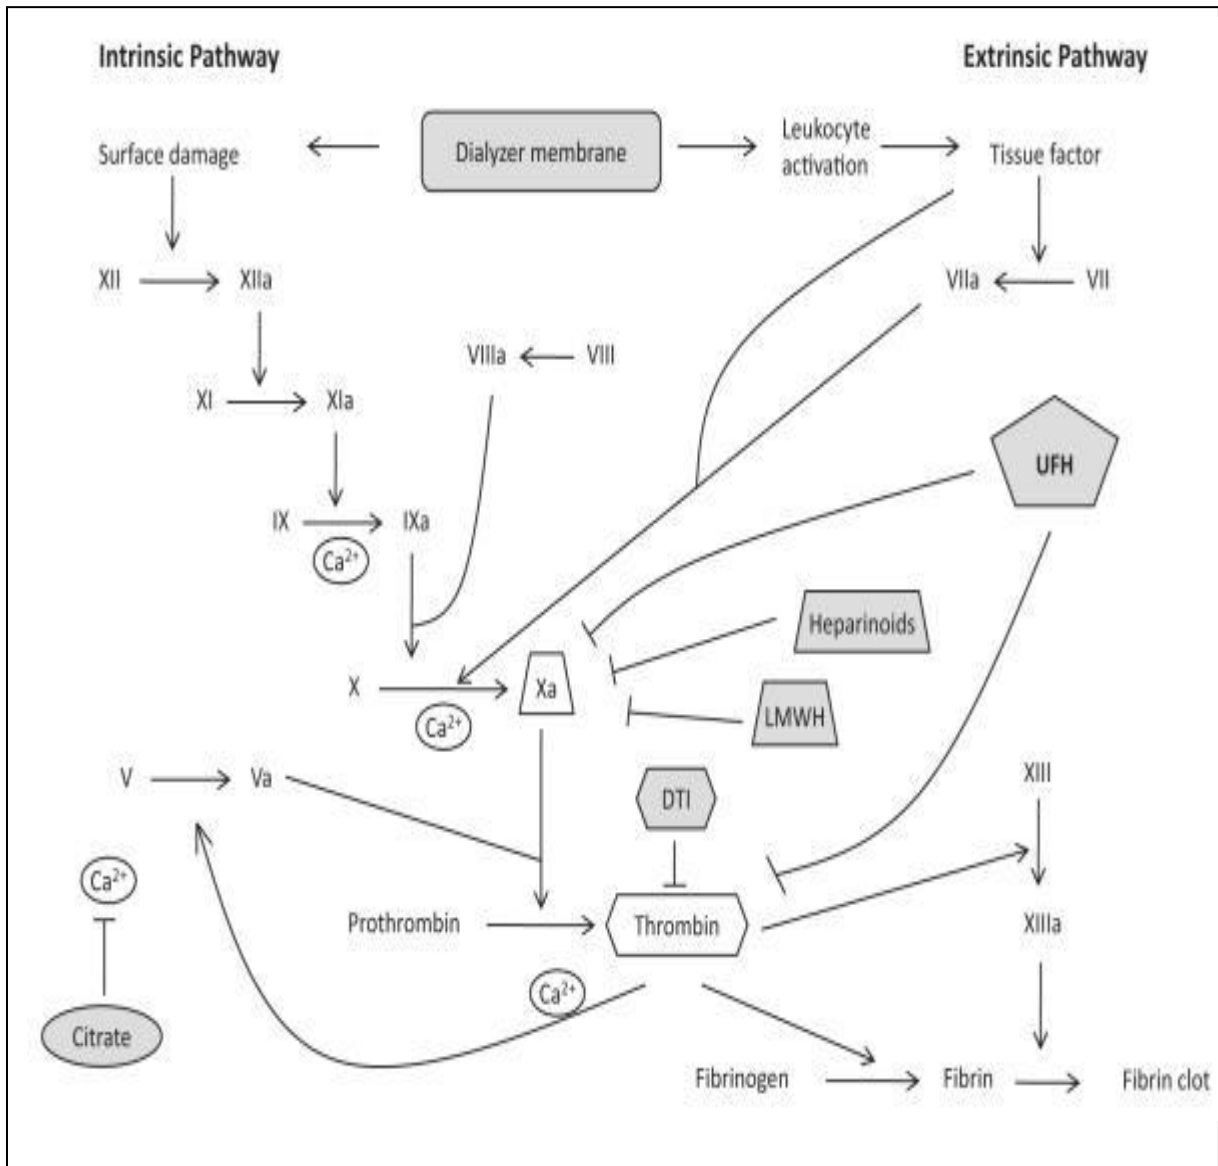 Intrinsic Pathway
Extrinsic Pathway
Surface damage
Dialyzer membrane
Leukocyte
activation
Tissue factor
XII
XIIa
VIIa
VII
VIIIa
VIII
XI
XIa
UFH
IX
IXa
Ca²⁺
Heparinoids
X
Ca²⁺
Xa
LMWH
V
Va
DTI
XIII
Ca²⁺
Prothrombin
Thrombin
XIIIa
Ca²⁺
Citrate
Fibrinogen
Fibrin
Fibrin clot